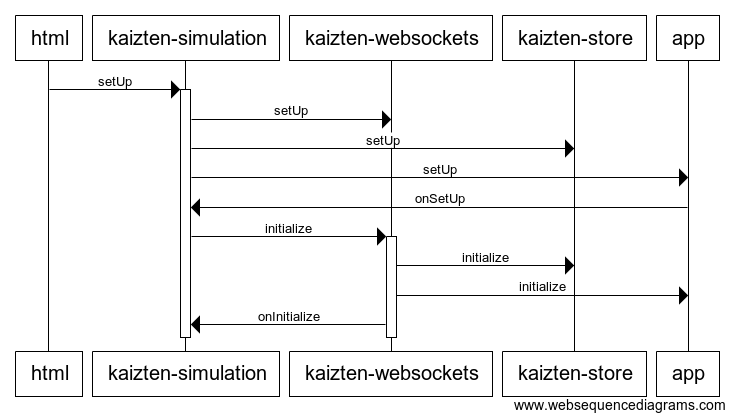 html kaizten-simulation kaizten-websockets kaizten-store app
setUp
setUp
setUp
setUp
onSetUp
initialize
initialize
initialize
onInitialize
html kaizten-simulation kaizten-websockets kaizten-store app
www.websequencediagrams.com